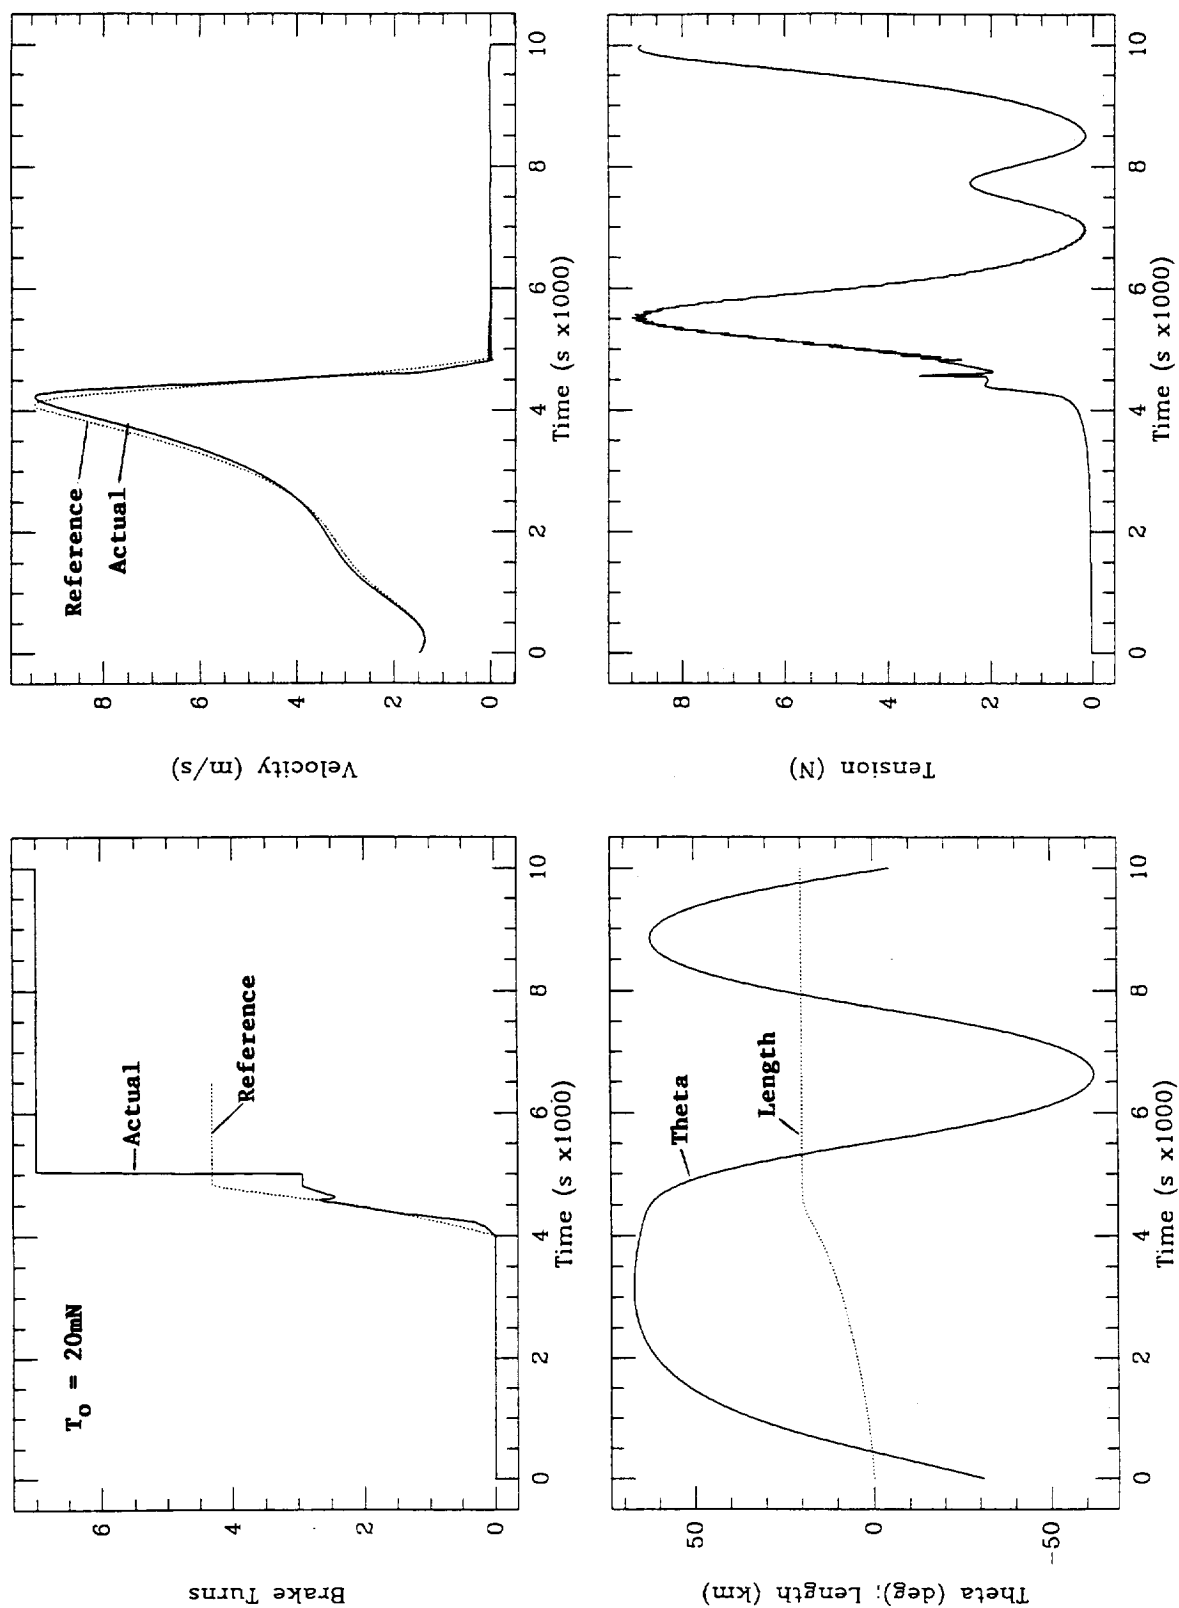 T₀ = 20mN
Actual
Reference
Brake Turns
0
2
4
6
0
2
4
6
8
10
Time (s x1000)
Reference
Actual
Velocity (m/s)
0
2
4
6
8
0
2
4
6
8
10
Time (s x1000)
Theta
Length
Theta (deg); Length (km)
50
0
-50
0
2
4
6
8
10
Time (s x1000)
Tension (N)
0
2
4
6
8
0
2
4
6
8
10
Time (s x1000)